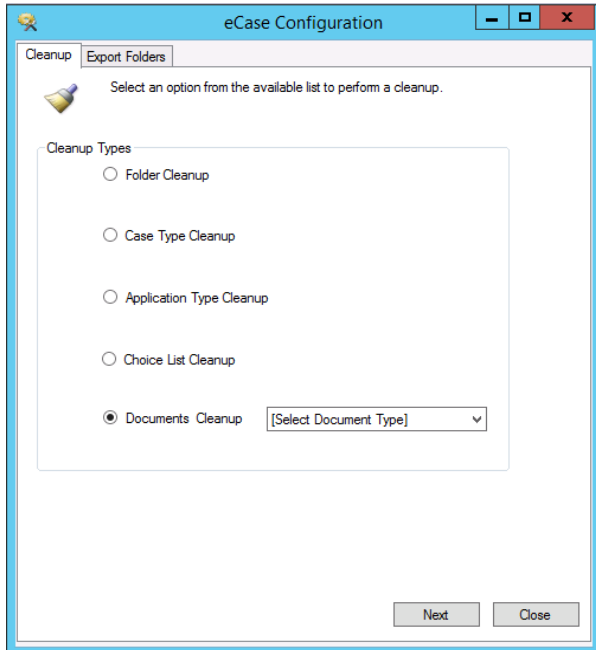 eCase Configuration
Cleanup Export Folders
Select an option from the available list to perform a cleanup.
Cleanup Types
Folder Cleanup
Case Type Cleanup
Application Type Cleanup
Choice List Cleanup
Documents Cleanup [Select Document Type]
Next Close